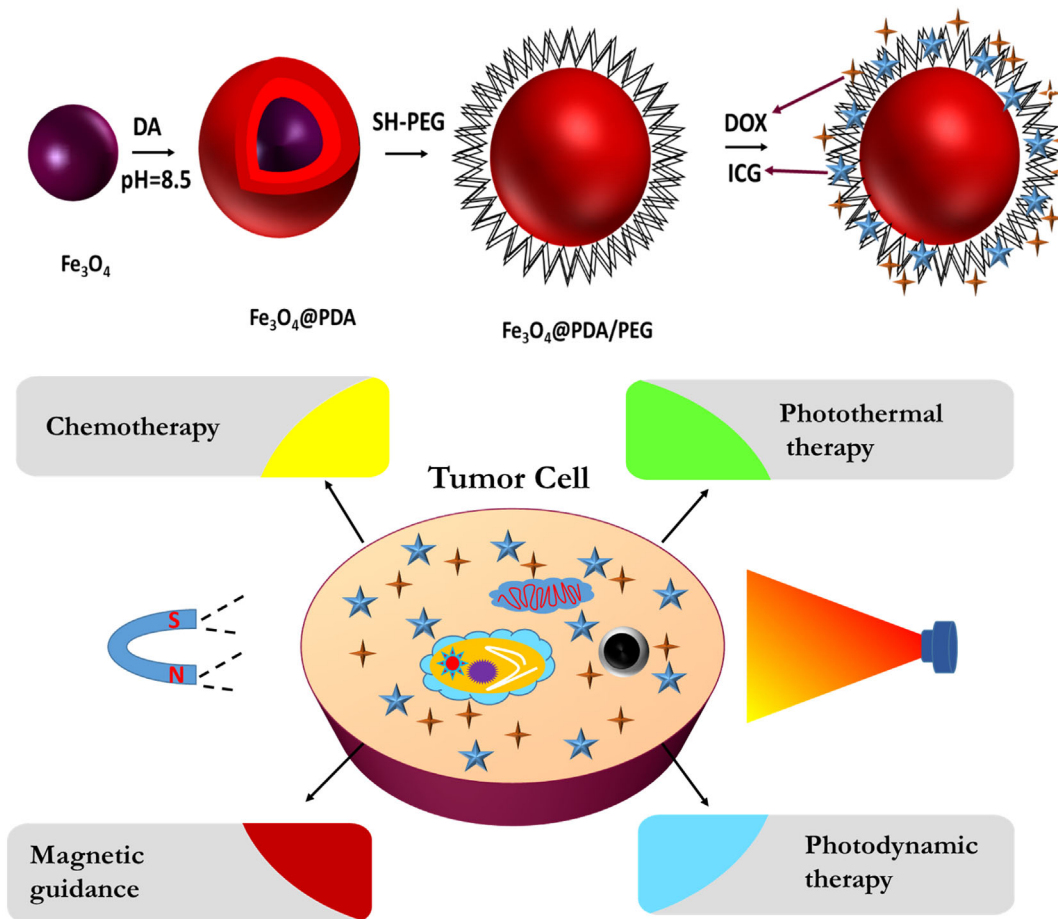 DA
pH=8.5
SH-PEG
DOX
ICG
Fe₃O₄
Fe₃O₄@PDA
Fe₃O₄@PDA/PEG
Chemotherapy
Photothermal
therapy
Tumor Cell
S
N
Magnetic
guidance
Photodynamic
therapy